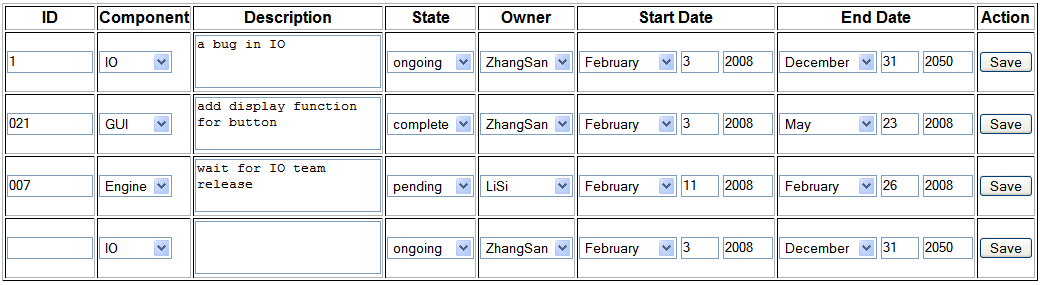 ID Component Description State Owner Start Date End Date Action
1 IO a bug in IO ongoing ZhangSan February 3 2008 December 31 2050 Save
021 GUI add display function complete ZhangSan February 3 2008 May 23 2008 Save
for button
007 Engine wait for IO team pending LiSi February 11 2008 February 26 2008 Save
release
IO ongoing ZhangSan February 3 2008 December 31 2050 Save